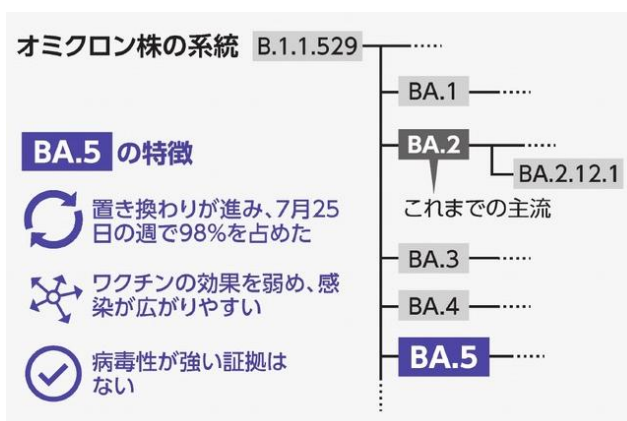 オミクロン株の系統 B.1.1.529
BA.1
BA.2
BA.2.12.1
これまでの主流
BA.3
BA.4
BA.5
BA.5 の特徴
置き換わりが進み、7月25
日の週で98%を占めた
ワクチンの効果を弱め、感
染が広がりやすい
病毒性が強い証拠は
ない